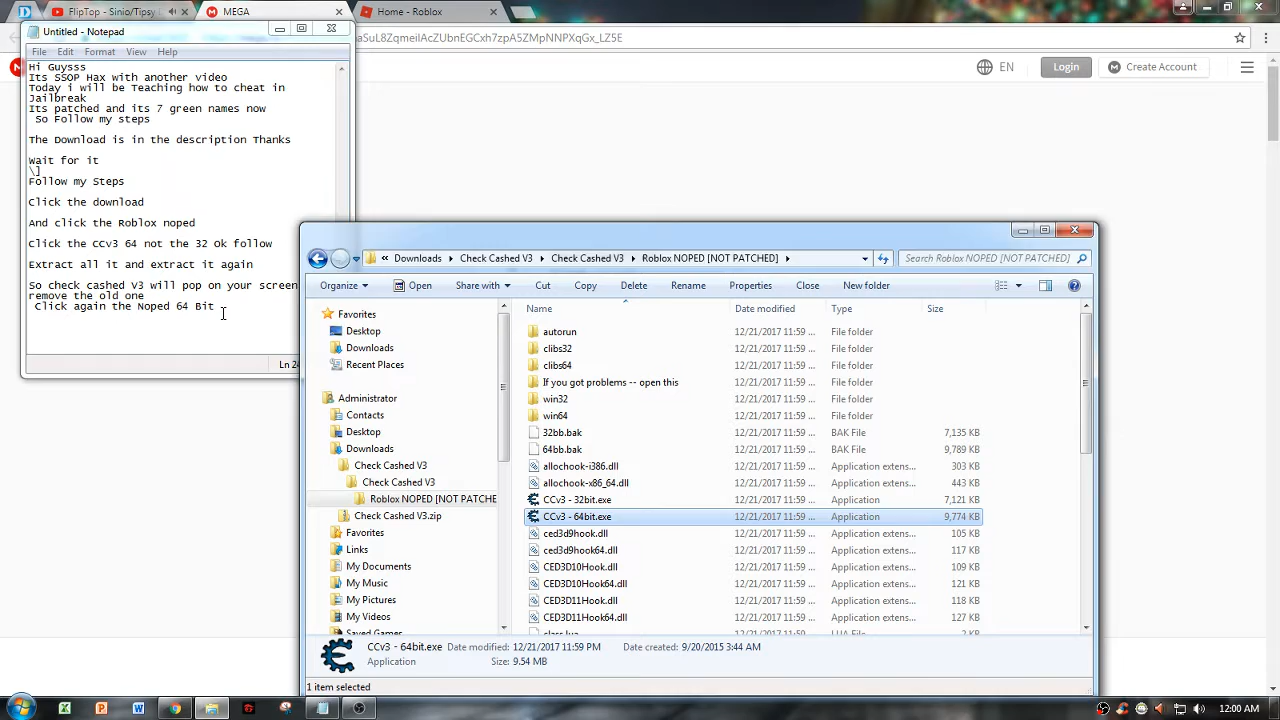 FlipTop - Sinio/Tipsy
MEGA
Home - Roblox
Untitled - Notepad
aSuL8ZqmeiIAcZUbnEGCxh7zpA5ZMpNNPXqGx_LZ5E
File Edit Format View Help
EN
Login
Create Account
Hi Guysss
Its SSOP Hax with another video
Today i will be Teaching how to cheat in
Jailbreak
Its patched and its 7 green names now
So Follow my steps
The Download is in the description Thanks
Wait for it
\]
Follow my Steps
Click the download
And click the Roblox noped
Click the CCv3 64 not the 32 ok follow
Extract all it and extract it again
So check cashed V3 will pop on your screen
remove the old one
Click again the Noped 64 Bit
Ln 24
« Downloads Check Cashed V3 Check Cashed V3 Roblox NOPED [NOT PATCHED]
Search Roblox NOPED [NOT PATCHED]
Organize Open Share with Cut Copy Paste Rename Delete Properties Close New folder
Favorites
Desktop
Downloads
Recent Places
Administrator
Contacts
Desktop
Downloads
Check Cashed V3
Check Cashed V3
Roblox NOPED [NOT PATCHE
Check Cashed V3.zip
Favorites
Links
My Documents
My Music
My Pictures
My Videos
Saved Games
Name Date modified Type Size
autorun 12/21/2017 11:59 ... File folder
clibs32 12/21/2017 11:59 ... File folder
clibs64 12/21/2017 11:59 ... File folder
If you got problems -- open this 12/21/2017 11:59 ... File folder
win32 12/21/2017 11:59 ... File folder
win64 12/21/2017 11:59 ... File folder
32bb.bak 12/21/2017 11:59 ... BAK File 7,135 KB
64bb.bak 12/21/2017 11:59 ... BAK File 9,789 KB
allochook-i386.dll 12/21/2017 11:59 ... Application extens... 303 KB
allochook-x86_64.dll 12/21/2017 11:59 ... Application extens... 443 KB
CCv3 - 32bit.exe 12/21/2017 11:59 ... Application 7,121 KB
CCv3 - 64bit.exe 12/21/2017 11:59 ... Application 9,774 KB
ced3d9hook.dll 12/21/2017 11:59 ... Application extens... 105 KB
ced3d9hook64.dll 12/21/2017 11:59 ... Application extens... 117 KB
CED3D10Hook.dll 12/21/2017 11:59 ... Application extens... 109 KB
CED3D10Hook64.dll 12/21/2017 11:59 ... Application extens... 121 KB
CED3D11Hook.dll 12/21/2017 11:59 ... Application extens... 118 KB
CED3D11Hook64.dll 12/21/2017 11:59 ... Application extens... 127 KB
class.lua 12/21/2017 11:59 ... LUA File 2 KB
CCv3 - 64bit.exe Date modified: 12/21/2017 11:59 PM Date created: 9/20/2015 3:44 AM
Application Size: 9.54 MB
1 item selected
12:00 AM